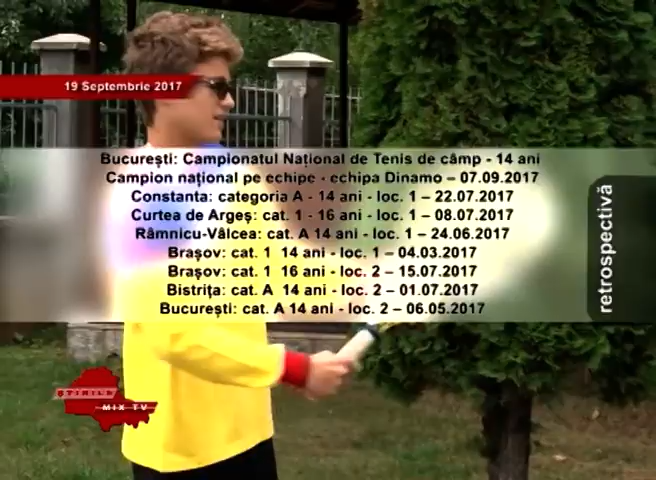 19 Septembrie 2017
București: Campionatul Național de Tenis de câmp - 14 ani
Campion național pe echipe - echipa Dinamo – 07.09.2017
Constanta: categoria A - 14 ani - loc. 1 – 22.07.2017
Curtea de Argeș: cat. 1 - 16 ani - loc. 1 – 08.07.2017
Râmnicu-Vâlcea: cat. A 14 ani - loc. 1 – 24.06.2017
Brașov: cat. 1 14 ani - loc. 1 – 04.03.2017
Brașov: cat. 1 16 ani - loc. 2 – 15.07.2017
Bistrița: cat. A 14 ani - loc. 2 – 01.07.2017
București: cat. A 14 ani - loc. 2 – 06.05.2017
retrospectivă
ȘTIRILE
MIX TV